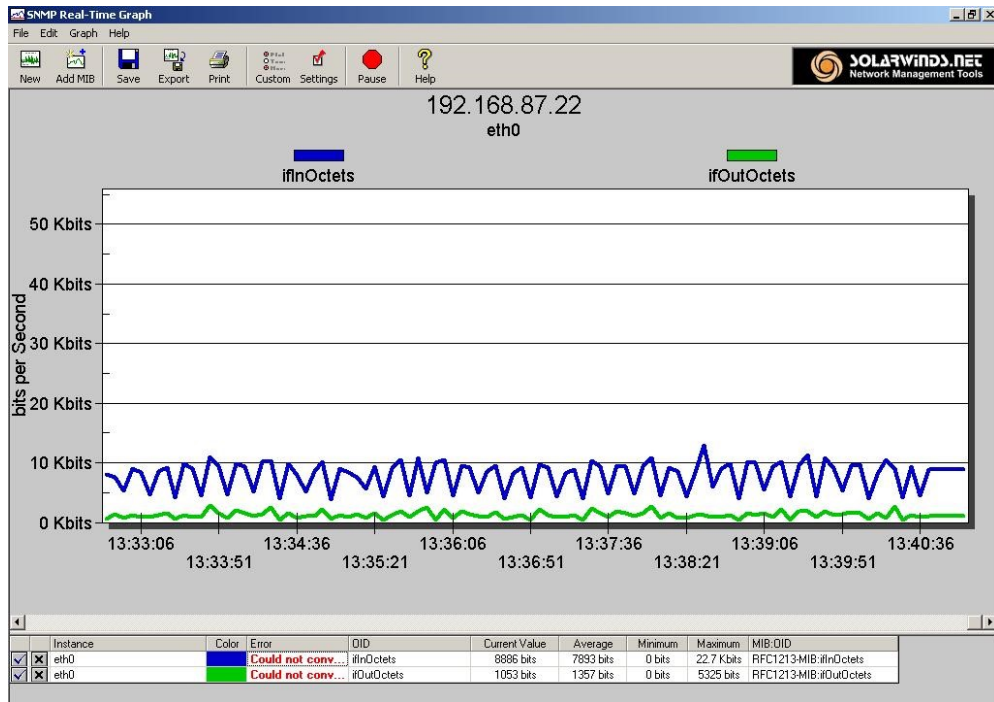 SNMP Real-Time Graph
File Edit Graph Help
New Add MIB Save Export Print Custom Settings Pause Help
SOLARWINDS.NET
Network Management Tools
192.168.87.22
eth0
ifInOctets ifOutOctets
bits per Second
50 Kbits
40 Kbits
30 Kbits
20 Kbits
10 Kbits
0 Kbits
13:33:06 13:34:36 13:36:06 13:37:36 13:39:06 13:40:36
13:33:51 13:35:21 13:36:51 13:38:21 13:39:51
Instance Color Error OID Current Value Average Minimum Maximum MIB:OID
eth0 Could not conv... ifInOctets 8886 bits 7893 bits 0 bits 22.7 Kbits RFC1213-MIB:ifInOctets
eth0 Could not conv... ifOutOctets 1053 bits 1357 bits 0 bits 5325 bits RFC1213-MIB:ifOutOctets